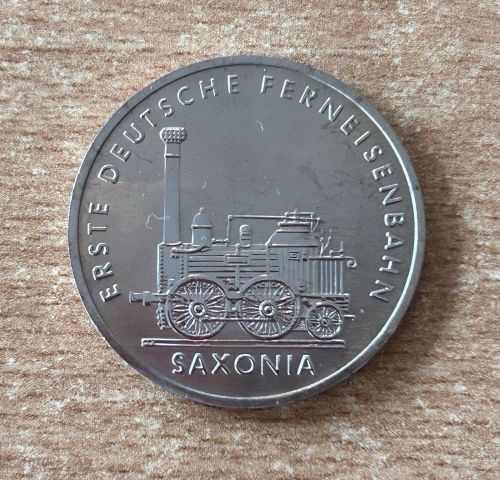 ERSTE DEUTSCHE FERNEISENBAHN
SAXONIA